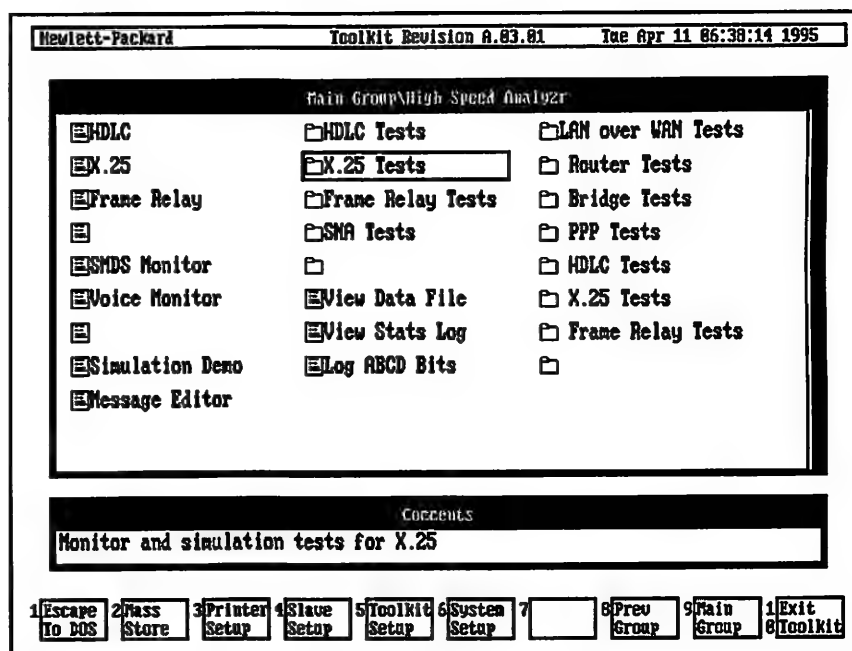 Hewlett-Packard Toolkit Revision A.03.01 Tue Apr 11 06:38:14 1995
Main Group\High Speed Analyzr
HDLC HDLC Tests LAN over WAN Tests
X.25 X.25 Tests Router Tests
Frame Relay Frame Relay Tests Bridge Tests
SNA Tests PPP Tests
SMDS Monitor HDLC Tests
Voice Monitor View Data File X.25 Tests
View Stats Log Frame Relay Tests
Simulation Demo Log ABCD Bits
Message Editor
Comments
Monitor and simulation tests for X.25
1 Escape To DOS 2 Mass Store 3 Printer Setup 4 Slave Setup 5 Toolkit Setup 6 System Setup 7 8 Prev Group 9 Main Group 10 Exit Toolkit